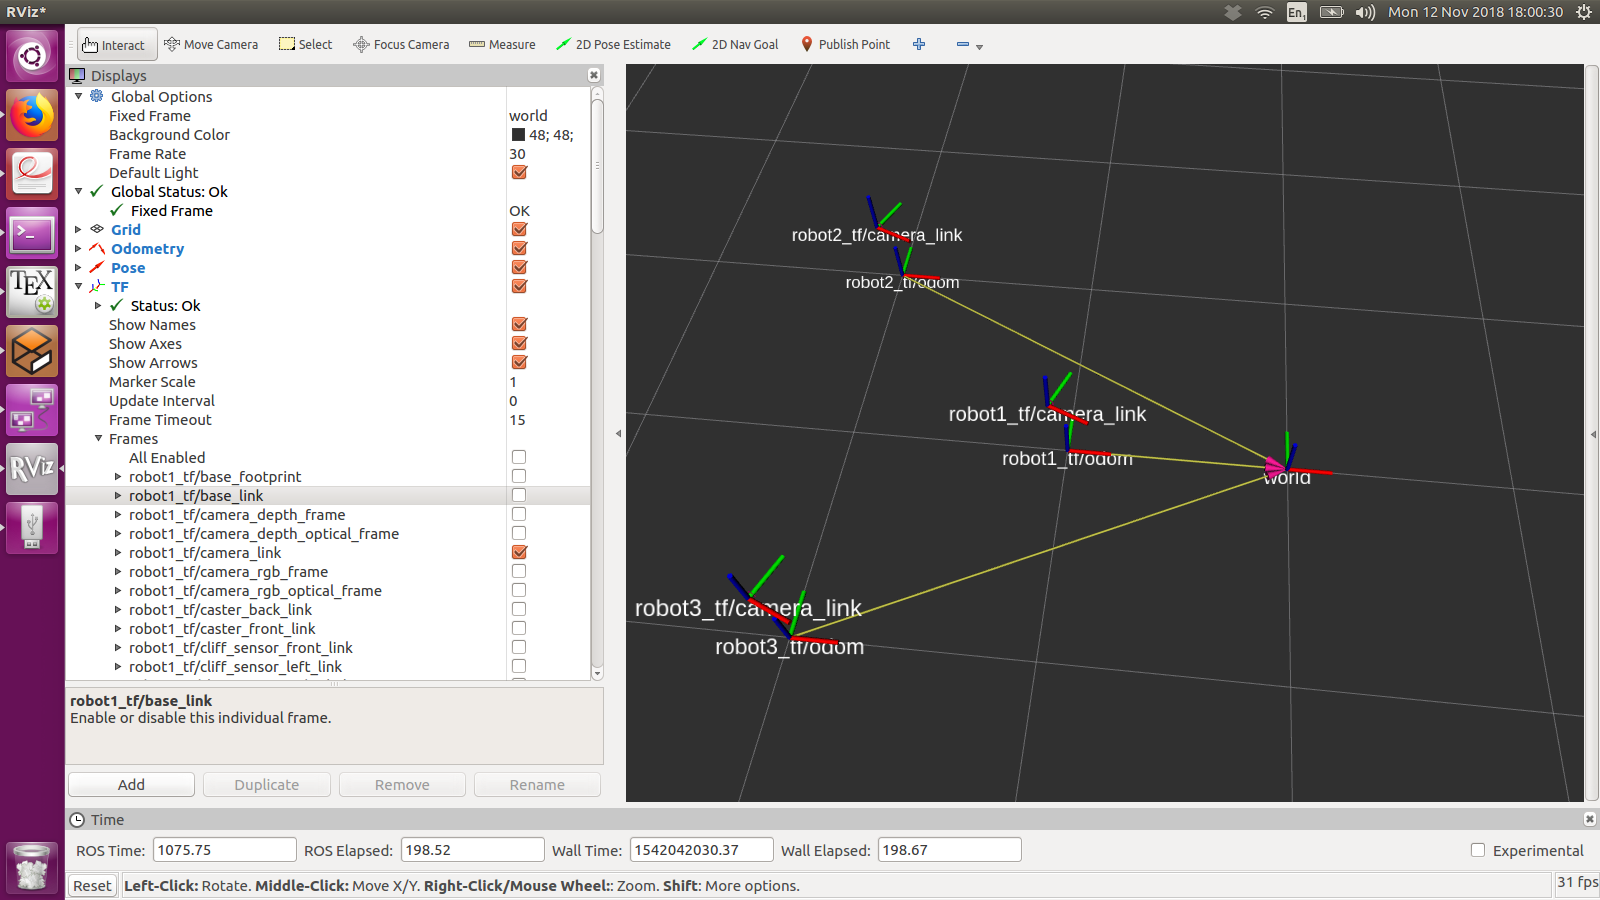 RViz*
En1
Mon 12 Nov 2018 18:00:30
Interact
Move Camera
Select
Focus Camera
Measure
2D Pose Estimate
2D Nav Goal
Publish Point
Displays
Global Options
Fixed Frame world
Background Color 48; 48;
Frame Rate 30
Default Light
Global Status: Ok
Fixed Frame OK
Grid
Odometry
Pose
TF
Status: Ok
Show Names
Show Axes
Show Arrows
Marker Scale 1
Update Interval 0
Frame Timeout 15
Frames
All Enabled
robot1_tf/base_footprint
robot1_tf/base_link
robot1_tf/camera_depth_frame
robot1_tf/camera_depth_optical_frame
robot1_tf/camera_link
robot1_tf/camera_rgb_frame
robot1_tf/camera_rgb_optical_frame
robot1_tf/caster_back_link
robot1_tf/caster_front_link
robot1_tf/cliff_sensor_front_link
robot1_tf/cliff_sensor_left_link
robot1_tf/base_link
Enable or disable this individual frame.
Add
Duplicate
Remove
Rename
robot2_tf/camera_link
robot2_tf/odom
robot1_tf/camera_link
robot1_tf/odom
world
robot3_tf/camera_link
robot3_tf/odom
TEX
RViz
Time
ROS Time: 1075.75
ROS Elapsed: 198.52
Wall Time: 1542042030.37
Wall Elapsed: 198.67
Experimental
Reset
Left-Click: Rotate. Middle-Click: Move X/Y. Right-Click/Mouse Wheel:: Zoom. Shift: More options.
31 fps